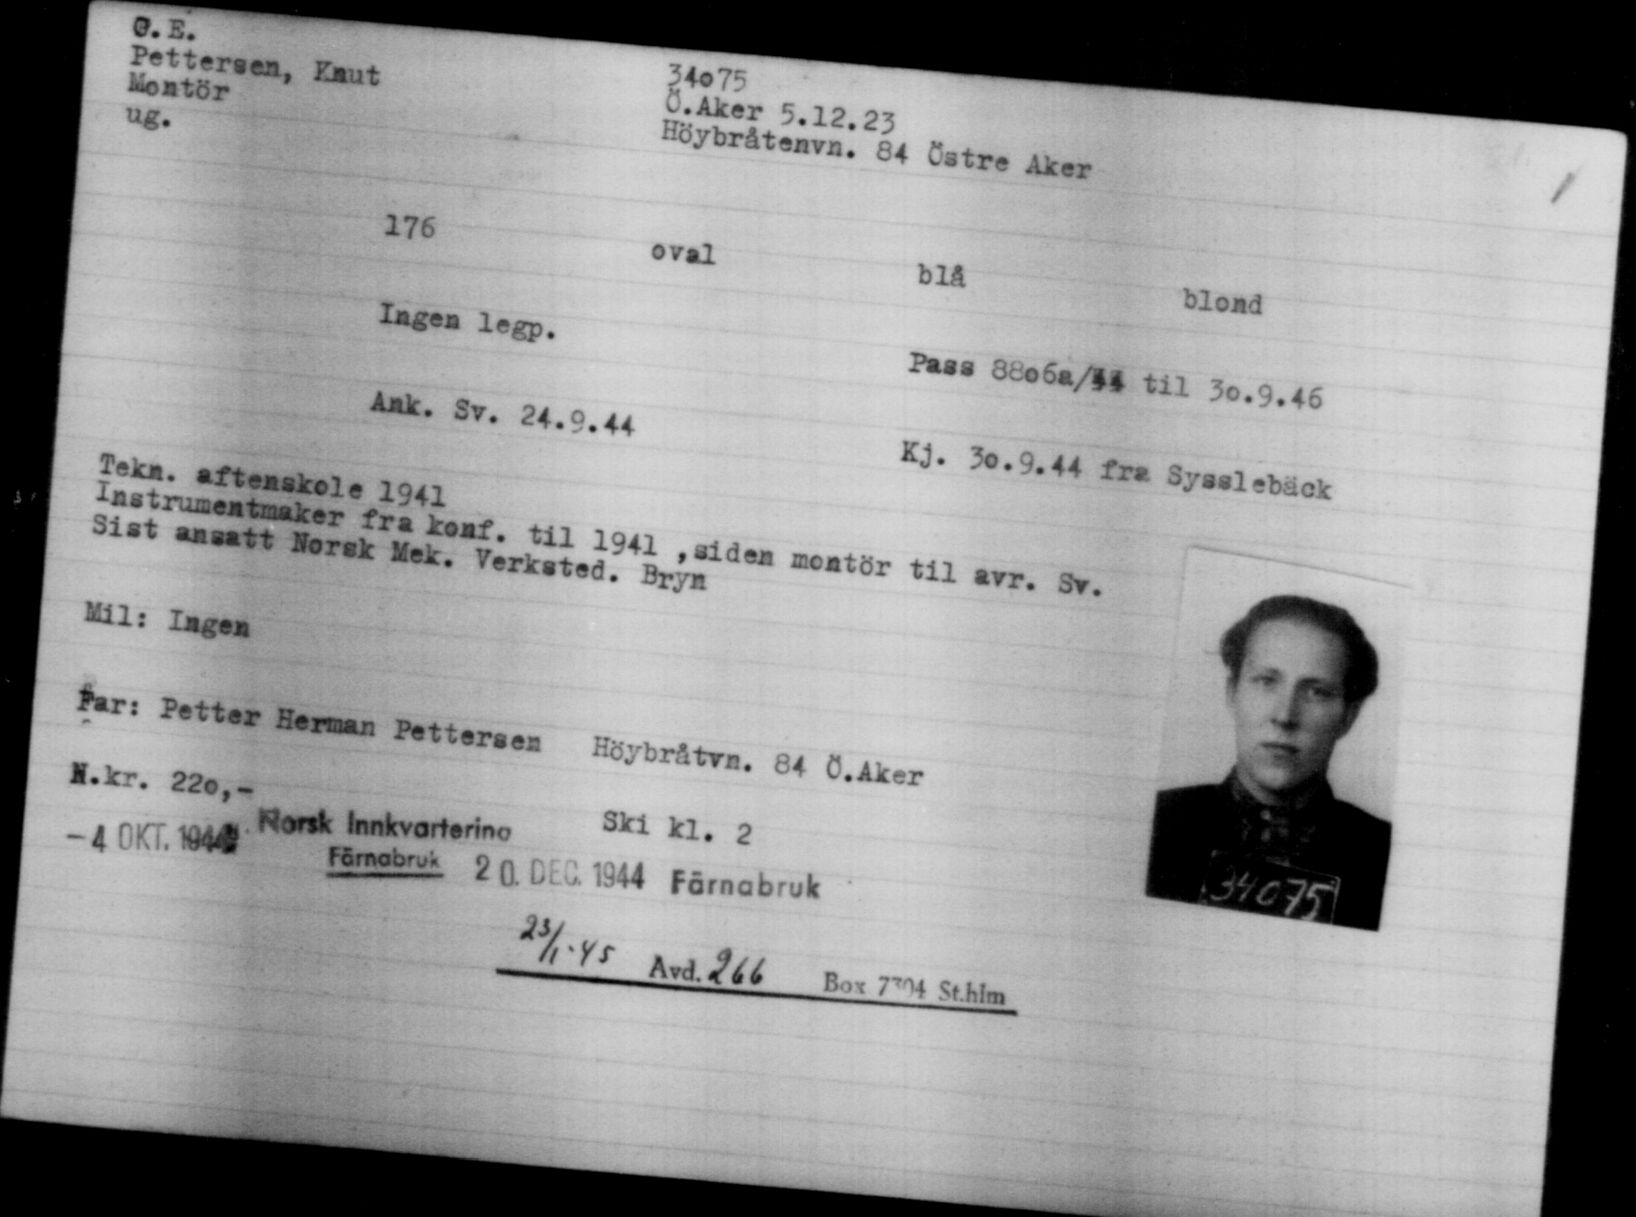 G.E.
Pettersen, Knut 34o75
Montör Ö.Aker 5.12.23
ug. Höybråtenvn. 84 Östre Aker
176 oval blå blond
Ingen legp. Pass 88o6a/44 til 3o.9.46
Ank. Sv. 24.9.44 Kj. 3o.9.44 fra Sysslebäck
Tekn. aftenskole 1941
Instrumentmaker fra konf. til 1941 ,siden montör til avr. Sv.
Sist ansatt Norsk Mek. Verksted. Bryn
Mil: Ingen
Far: Petter Herman Pettersen Höybråtvn. 84 Ö.Aker
N.kr. 22o,- Ski kl. 2
-4 OKT. 1944 Norsk Innkvartering
Färnabruk 20. DEC. 1944 Färnabruk
23/1-45 Avd. 266 Box 7304 St.hlm
34075